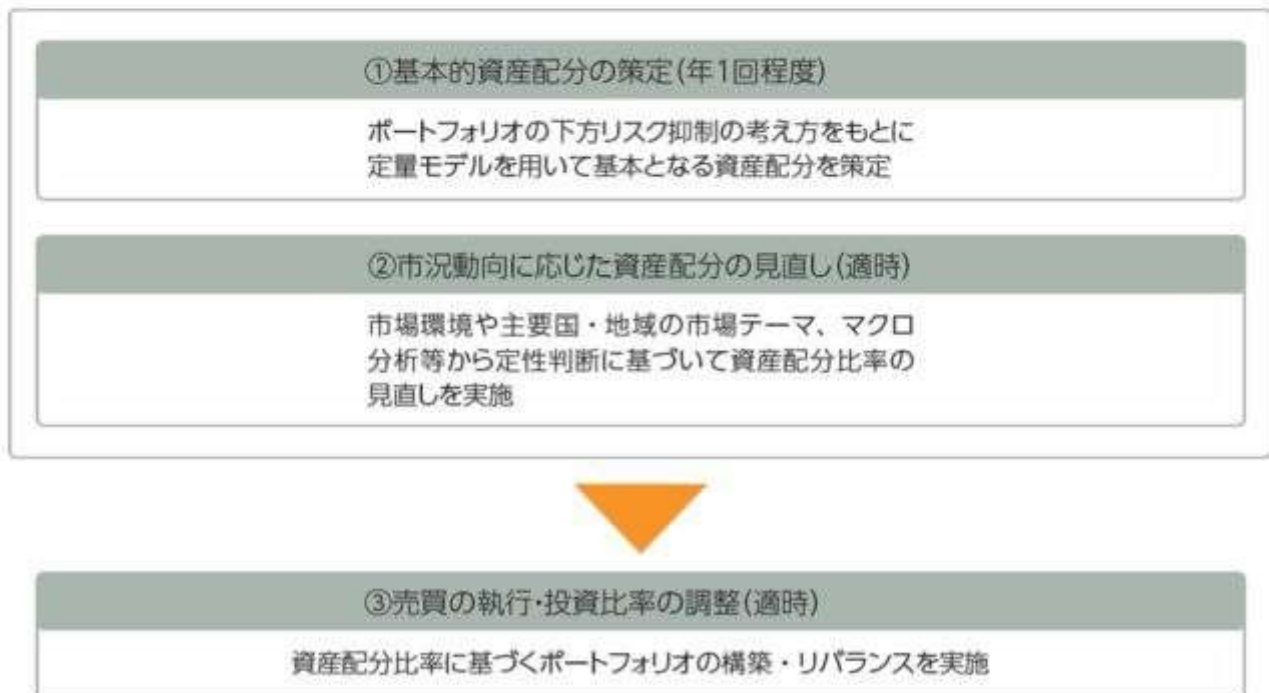 ①基本的資産配分の策定(年1回程度)
ポートフォリオの下方リスク抑制の考え方をもとに
定量モデルを用いて基本となる資産配分を策定
②市況動向に応じた資産配分の見直し(適時)
市場環境や主要国・地域の市場テーマ、マクロ
分析等から定性判断に基づいて資産配分比率の
見直しを実施
③売買の執行・投資比率の調整(適時)
資産配分比率に基づくポートフォリオの構築・リバランスを実施